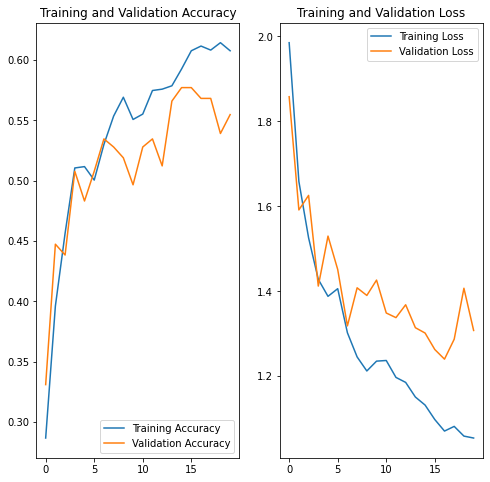 Training and Validation Accuracy
0.60
0.55
0.50
0.45
0.40
0.35
0.30
0 5 10 15
Training Accuracy
Validation Accuracy
Training and Validation Loss
2.0
1.8
1.6
1.4
1.2
0 5 10 15
Training Loss
Validation Loss